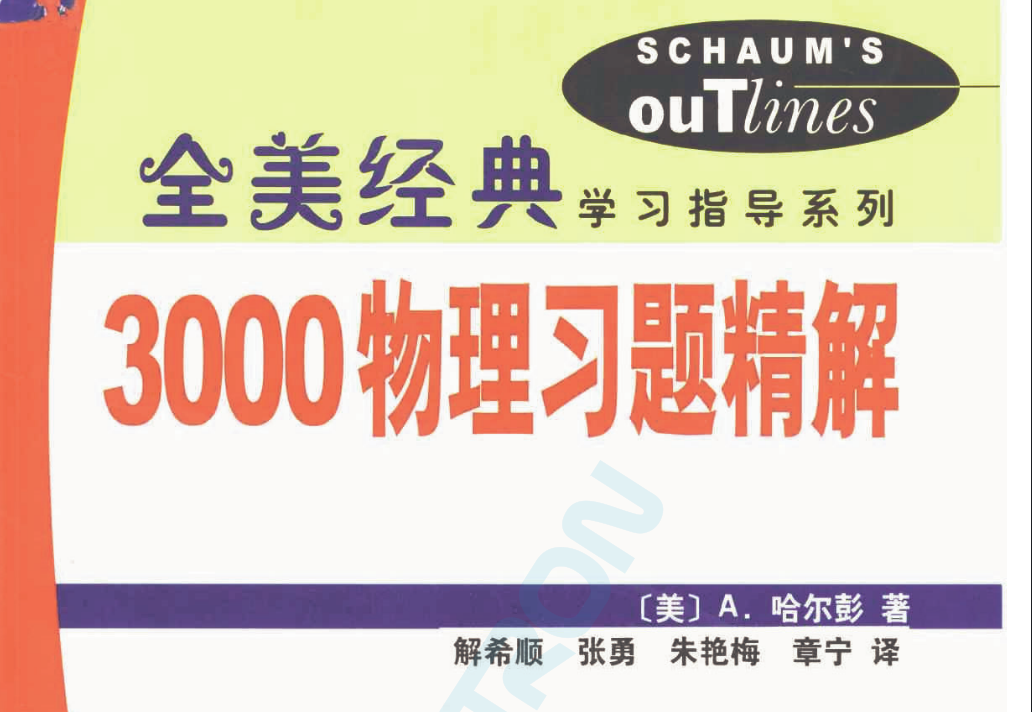 SCHAUM'S
ouTlines
全美经典学习指导系列
3000物理习题精解
〔美〕A. 哈尔彭 著
解希顺 张勇 朱艳梅 章宁 译